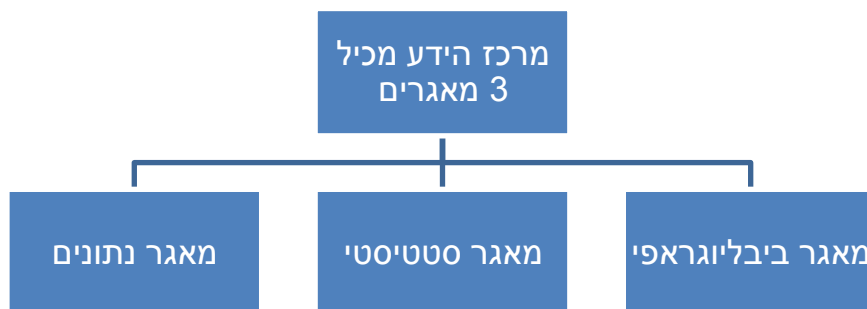 מרכז הידע מכיל
3 מאגרים
מאגר ביבליוגראפי
מאגר סטטיסטי
מאגר נתונים